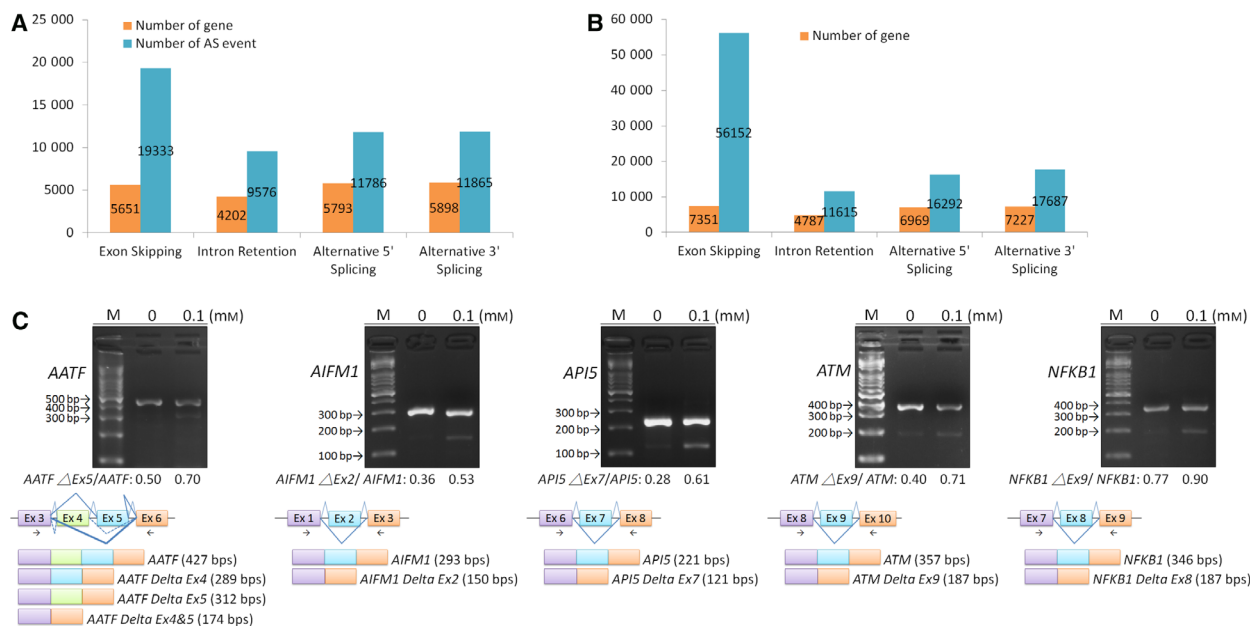 A
25 000
20 000
15 000
10 000
5000
0
Number of gene
Number of AS event
5651
19333
4202
9576
5793
11786
5898
11865
Exon Skipping
Intron Retention
Alternative 5'
Splicing
Alternative 3'
Splicing
B
60 000
50 000
40 000
30 000
20 000
10 000
0
Number of gene
7351
56152
4787
11615
6969
16292
7227
17687
Exon Skipping
Intron Retention
Alternative 5'
Splicing
Alternative 3'
Splicing
C
M 0 0.1 (mM)
AATF
500 bp→
400 bp→
300 bp→
AATF △Ex5/AATF: 0.50 0.70
Ex 3 Ex 4 Ex 5 Ex 6
AATF (427 bps)
AATF Delta Ex4 (289 bps)
AATF Delta Ex5 (312 bps)
AATF Delta Ex4&5 (174 bps)
M 0 0.1 (mM)
AIFM1
300 bp→
200 bp→
100 bp→
AIFM1 △Ex2/ AIFM1: 0.36 0.53
Ex 1 Ex 2 Ex 3
AIFM1 (293 bps)
AIFM1 Delta Ex2 (150 bps)
M 0 0.1 (mM)
API5
300 bp→
200 bp→
100 bp→
API5 △Ex7/API5: 0.28 0.61
Ex 6 Ex 7 Ex 8
API5 (221 bps)
API5 Delta Ex7 (121 bps)
M 0 0.1 (mM)
ATM
400 bp→
300 bp→
200 bp→
ATM △Ex9/ ATM: 0.40 0.71
Ex 8 Ex 9 Ex 10
ATM (357 bps)
ATM Delta Ex9 (187 bps)
M 0 0.1 (mM)
NFKB1
400 bp→
300 bp→
200 bp→
NFKB1 △Ex9/ NFKB1: 0.77 0.90
Ex 7 Ex 8 Ex 9
NFKB1 (346 bps)
NFKB1 Delta Ex8 (187 bps)